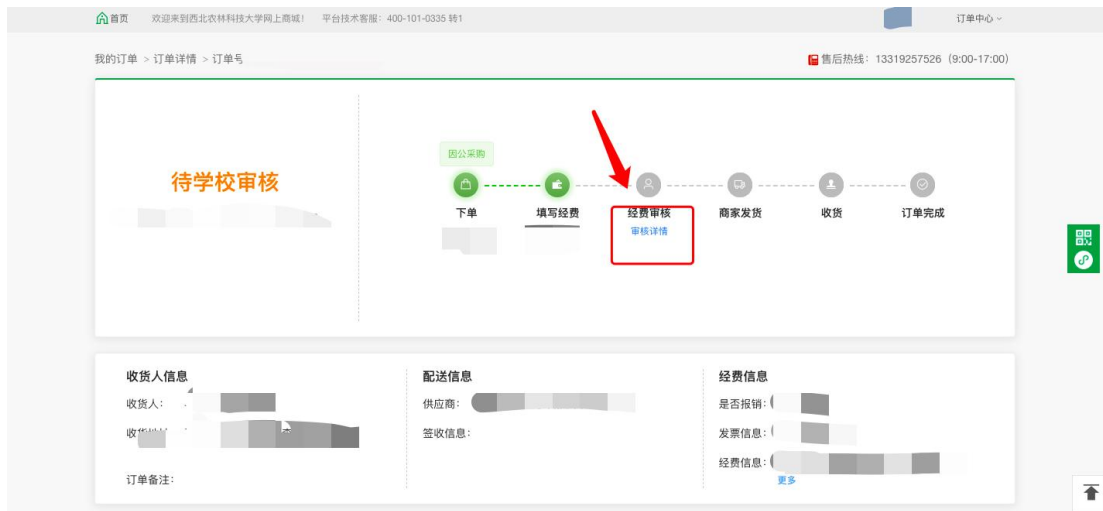 首页 欢迎来到西北农林科技大学网上商城! 平台技术客服: 400-101-0335 转1 订单中心
我的订单 > 订单详情 > 订单号 售后热线: 13319257526 (9:00-17:00)
因公采购
待学校审核
下单 填写经费 经费审核 商家发货 收货 订单完成
审核详情
收货人信息 配送信息 经费信息
收货人: 供应商: 是否报销:
签收信息: 发票信息:
经费信息:
订单备注: 更多